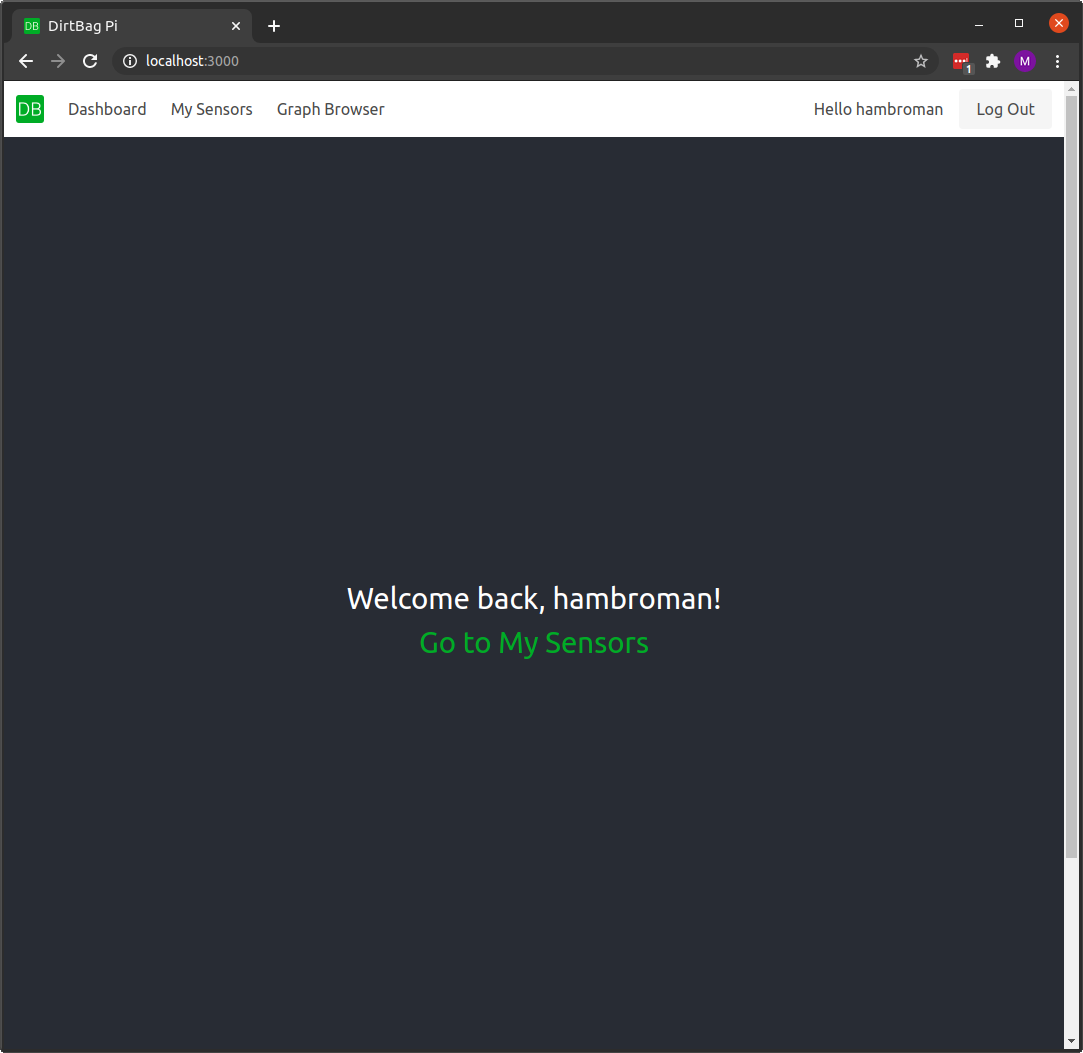 DB DirtBag Pi
localhost:3000
1
M
DB Dashboard My Sensors Graph Browser Hello hambroman Log Out
Welcome back, hambroman!
Go to My Sensors